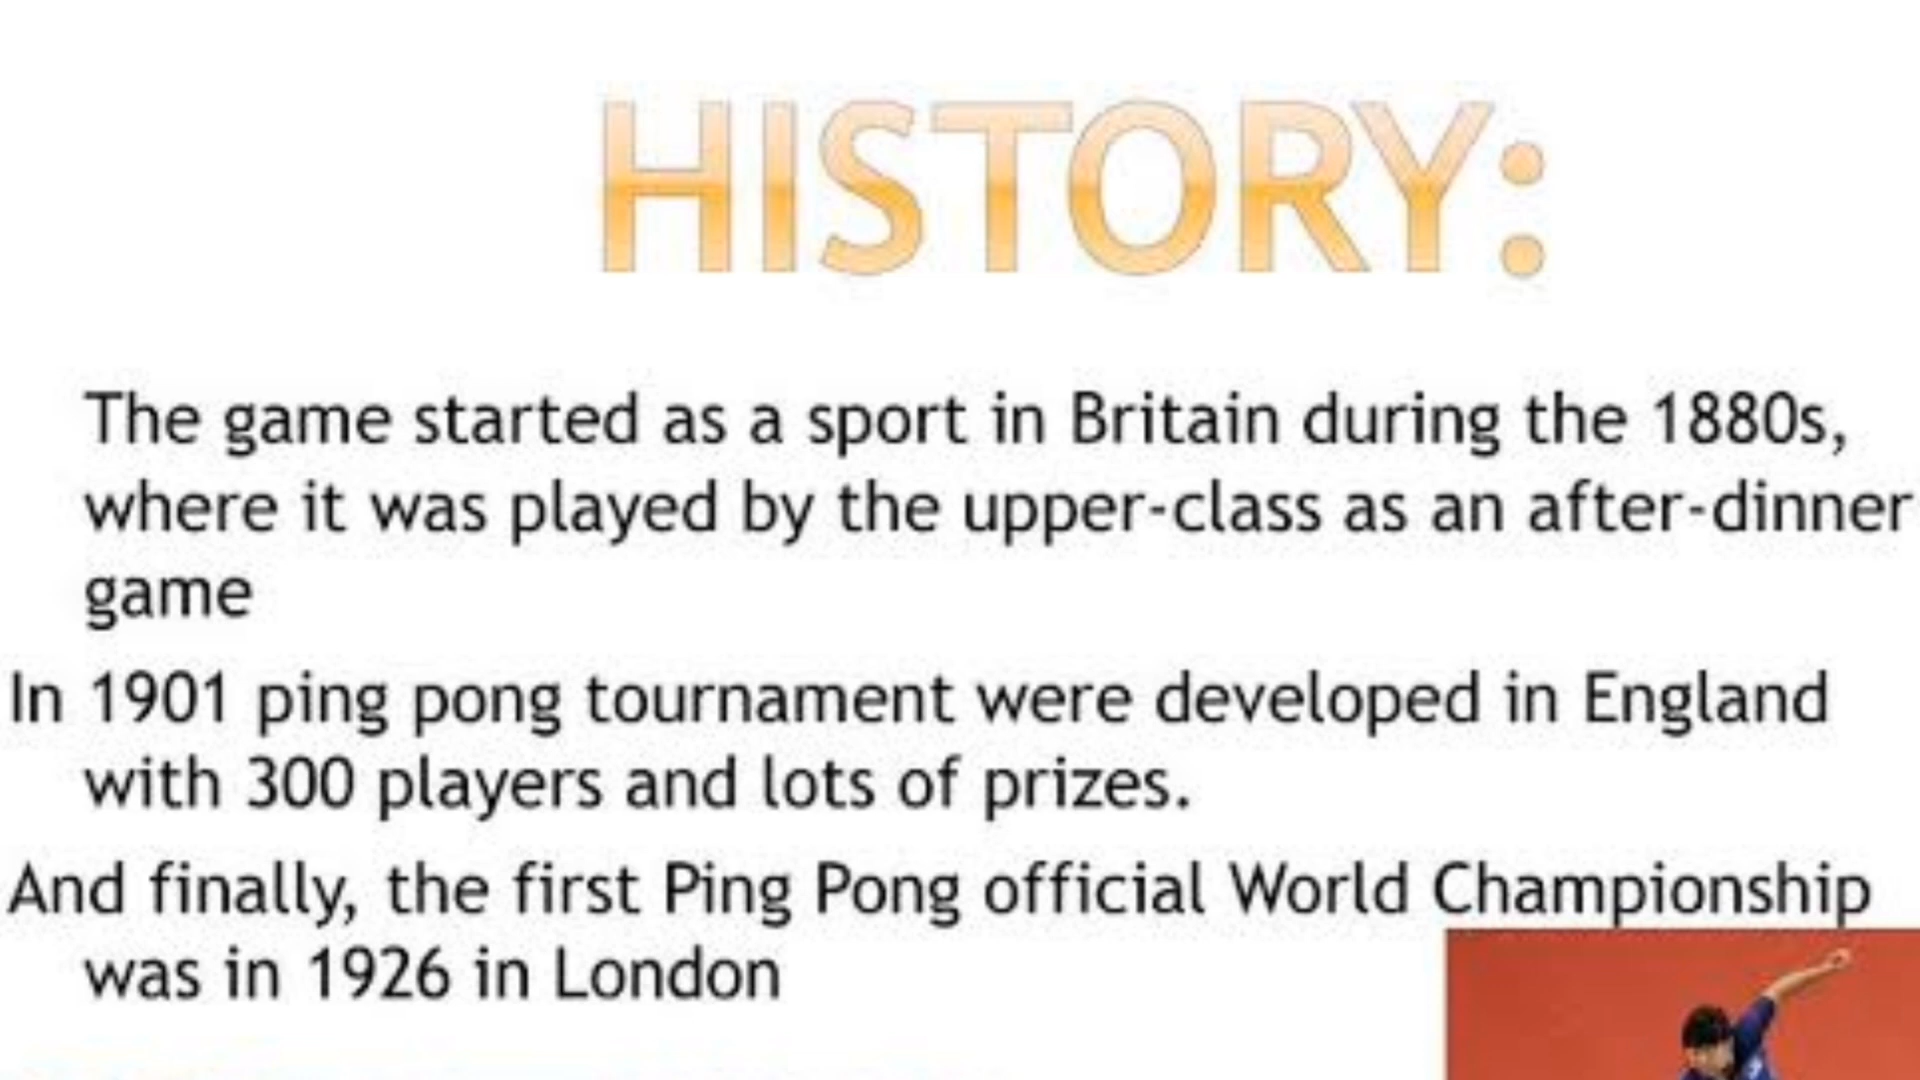 HISTORY:
The game started as a sport in Britain during the 1880s,
where it was played by the upper-class as an after-dinner
game
In 1901 ping pong tournament were developed in England
with 300 players and lots of prizes.
And finally, the first Ping Pong official World Championship
was in 1926 in London